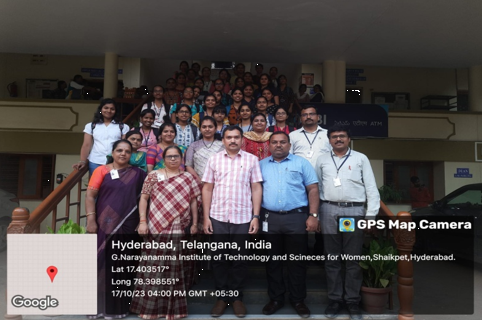 ATM
GPS Map Camera
Hyderabad, Telangana, India
G.Narayanamma Institute of Technology and Scineces for Women,Shaikpet,Hyderabad.
Lat 17.403517°
Long 78.398551°
17/10/23 04:00 PM GMT +05:30
Google